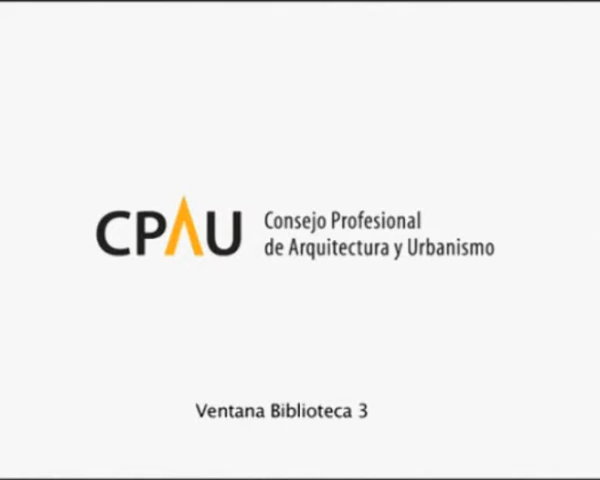 CPAU
Consejo Profesional
de Arquitectura y Urbanismo
Ventana Biblioteca 3